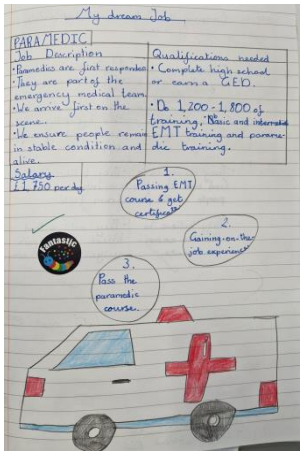 My dream Job
PARAMEDIC
Job Description
•Paramedics are first responder
•They are part of the
emergency medical team.
•We arrive first on the
scene.
•We ensure people remain
in stable condition and
alive.
Salary
£1,750 per day
Qualifications needed
• Complete high school
or earn a GED.
• Do 1,200 - 1,800 of
training, Basic and
EMT training and parame-
dic training.
1.
Passing EMT
course & get
certificate
2.
Gaining-on-the-
job experience
Fantastic
3.
Pass the
paramedic
course.